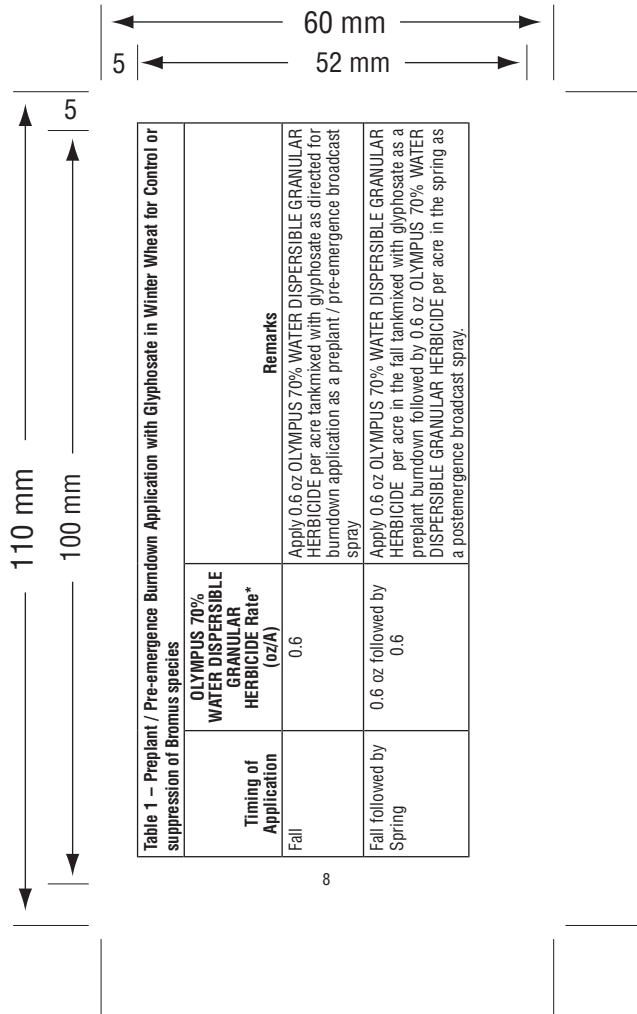 60 mm
5
52 mm
5
110 mm
100 mm
Table 1 – Preplant / Pre-emergence Burndown Application with Glyphosate in Winter Wheat for Control or
suppression of Bromus species
Timing of
Application
OLYMPUS 70%
WATER DISPERSIBLE
GRANULAR
HERBICIDE Rate*
(oz/A)
Remarks
Fall
0.6
Apply 0.6 oz OLYMPUS 70% WATER DISPERSIBLE GRANULAR
HERBICIDE per acre tankmixed with glyphosate as directed for
burndown application as a preplant / pre-emergence broadcast
spray
Fall followed by
Spring
0.6 oz followed by
0.6
Apply 0.6 oz OLYMPUS 70% WATER DISPERSIBLE GRANULAR
HERBICIDE per acre in the fall tankmixed with glyphosate as a
preplant burndown followed by 0.6 oz OLYMPUS 70% WATER
DISPERSIBLE GRANULAR HERBICIDE per acre in the spring as
a postemergence broadcast spray.
8